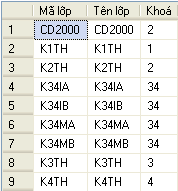 Mã lớp Tên lớp Khoá
1 CD2000 CD2000 2
2 K1TH K1TH 1
3 K2TH K2TH 2
4 K34IA K34IA 34
5 K34IB K34IB 34
6 K34MA K34MA 34
7 K34MB K34MB 34
8 K3TH K3TH 3
9 K4TH K4TH 4